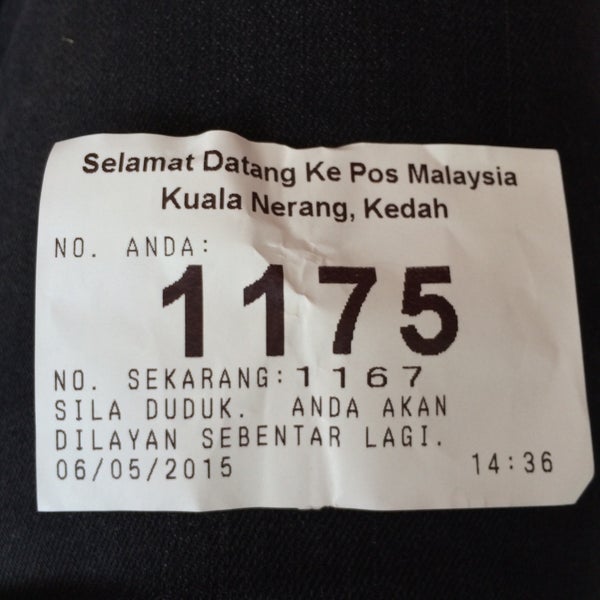 Selamat Datang Ke Pos Malaysia
Kuala Nerang, Kedah
NO. ANDA:
1175
NO. SEKARANG: 1167
SILA DUDUK. ANDA AKAN
DILAYAN SEBENTAR LAGI.
06/05/2015 14:36